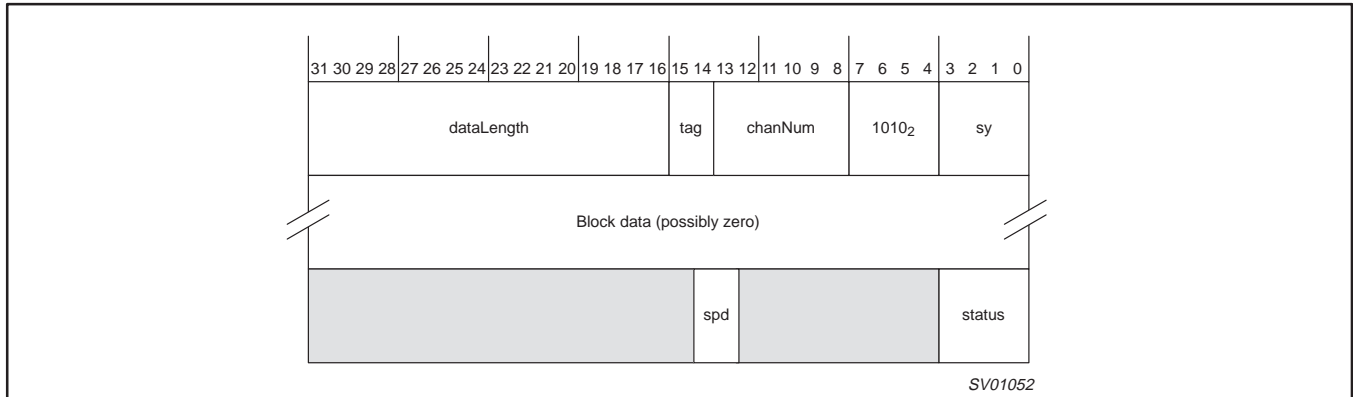 31 30 29 28 27 26 25 24 23 22 21 20 19 18 17 16 15 14 13 12 11 10 9 8 7 6 5 4 3 2 1 0
dataLength tag chanNum 1010₂ sy
Block data (possibly zero)
spd status
SV01052